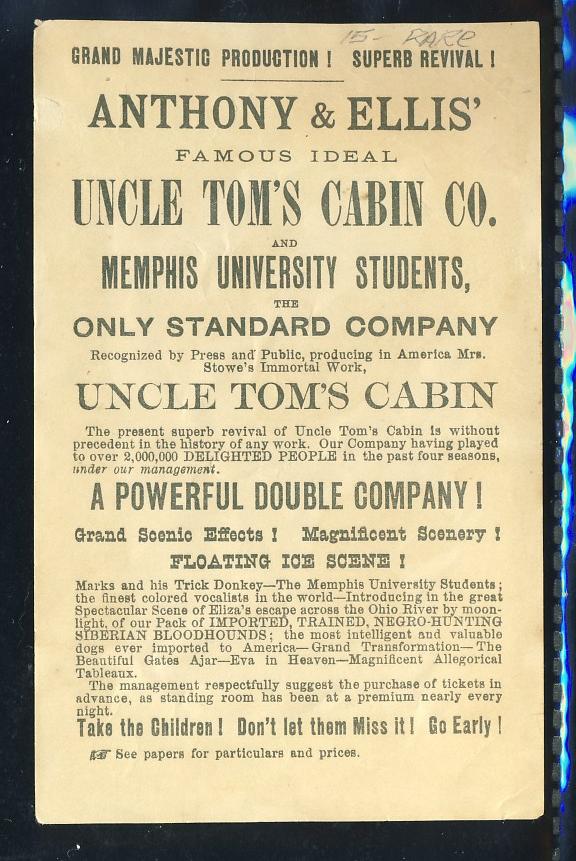 15- RARE
GRAND MAJESTIC PRODUCTION! SUPERB REVIVAL!
ANTHONY & ELLIS'
FAMOUS IDEAL
UNCLE TOM'S CABIN CO.
AND
MEMPHIS UNIVERSITY STUDENTS,
THE
ONLY STANDARD COMPANY
Recognized by Press and Public, producing in America Mrs.
Stowe's Immortal Work,
UNCLE TOM'S CABIN
The present superb revival of Uncle Tom's Cabin is without
precedent in the history of any work. Our Company having played
to over 2,000,000 DELIGHTED PEOPLE in the past four seasons,
under our management.
A POWERFUL DOUBLE COMPANY!
Grand Scenic Effects! Magnificent Scenery!
FLOATING ICE SCENE!
Marks and his Trick Donkey—The Memphis University Students;
the finest colored vocalists in the world—Introducing in the great
Spectacular Scene of Eliza's escape across the Ohio River by moon-
light, of our Pack of IMPORTED, TRAINED, NEGRO-HUNTING
SIBERIAN BLOODHOUNDS; the most intelligent and valuable
dogs ever imported to America—Grand Transformation—The
Beautiful Gates Ajar—Eva in Heaven—Magnificent Allegorical
Tableaux.
The management respectfully suggest the purchase of tickets in
advance, as standing room has been at a premium nearly every
night.
Take the Children! Don't let them Miss it! Go Early!
☞ See papers for particulars and prices.